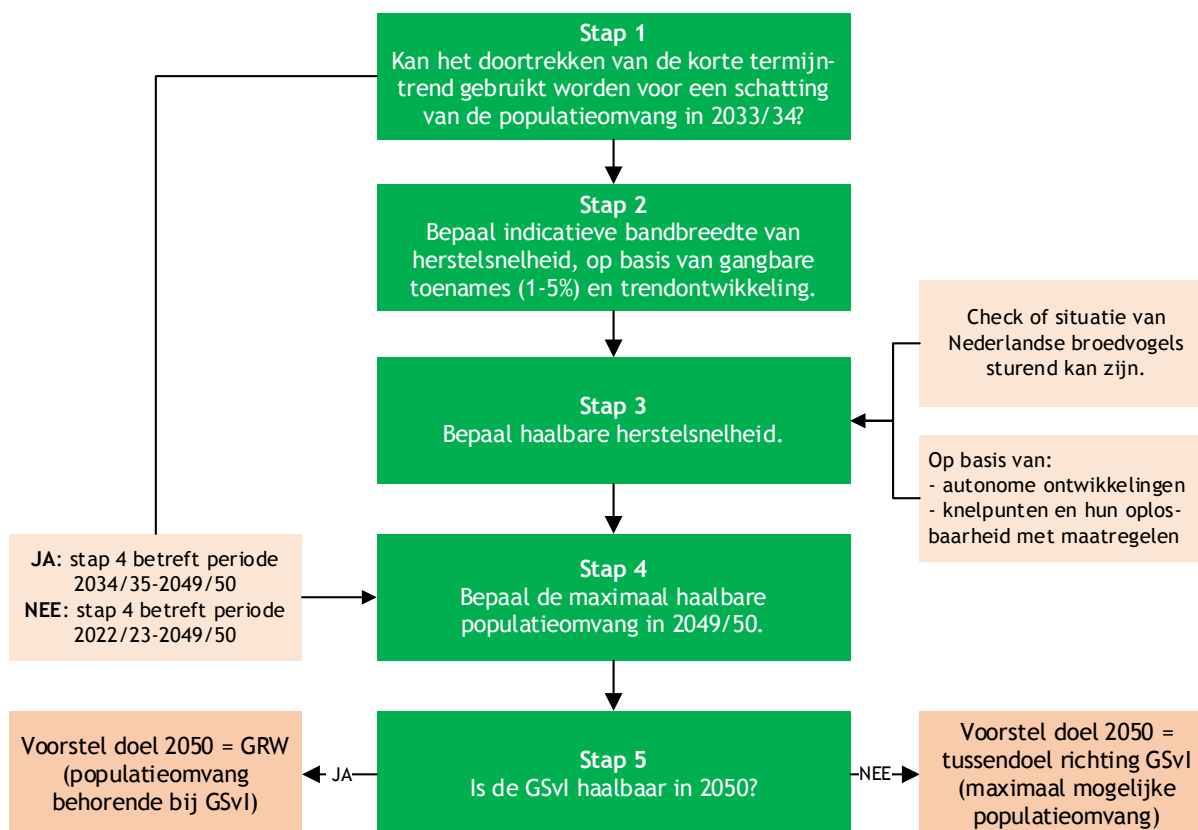 Stap 1
Kan het doortrekken van de korte termijn-
trend gebruikt worden voor een schatting
van de populatieomvang in 2033/34?
Stap 2
Bepaal indicatieve bandbreedte van
herstelsnelheid, op basis van gangbare
toenames (1-5%) en trendontwikkeling.
Check of situatie van
Nederlandse broedvogels
sturend kan zijn.
Stap 3
Bepaal haalbare herstelsnelheid.
Op basis van:
- autonome ontwikkelingen
- knelpunten en hun oplos-
baarheid met maatregelen
JA: stap 4 betreft periode
2034/35-2049/50
NEE: stap 4 betreft periode
2022/23-2049/50
Stap 4
Bepaal de maximaal haalbare
populatieomvang in 2049/50.
Voorstel doel 2050 = GRW
(populatieomvang
behorende bij GSvI)
JA
Stap 5
Is de GSvI haalbaar in 2050?
NEE
Voorstel doel 2050 =
tussendoel richting GSvI
(maximaal mogelijke
populatieomvang)